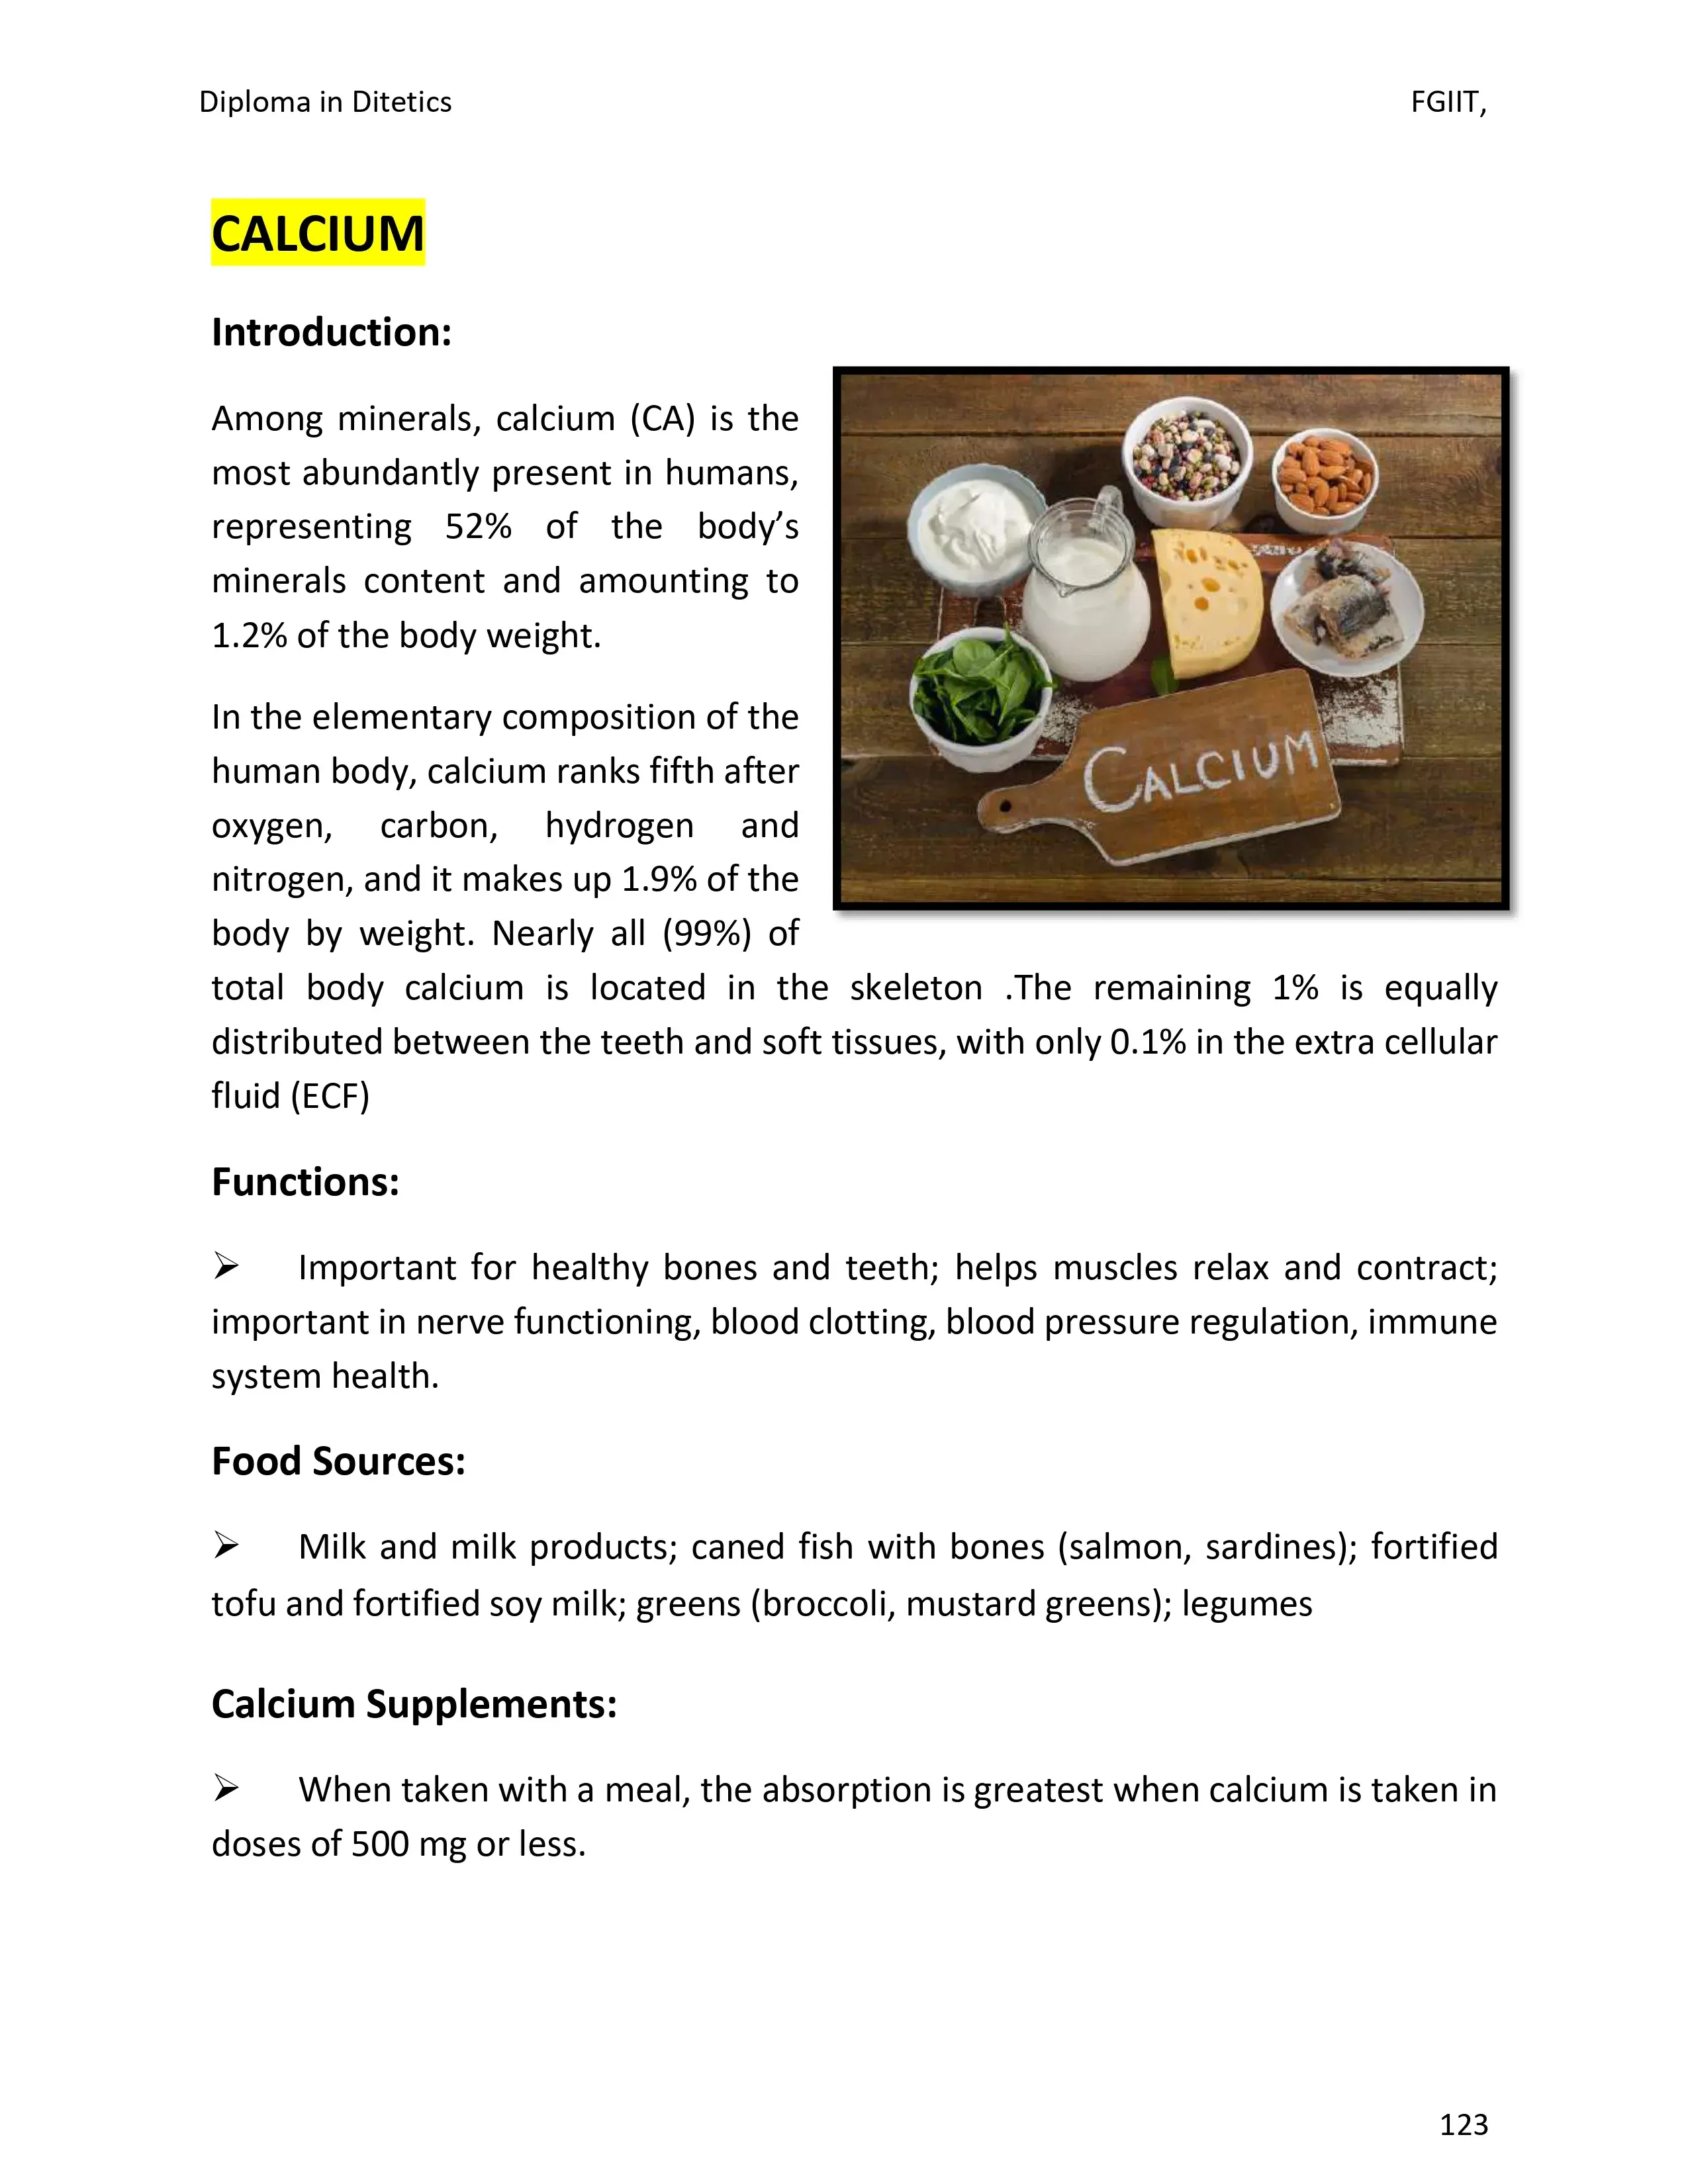 Diploma in Ditetics FGIIT,
CALCIUM
Introduction:
Among minerals, calcium (CA) is the
most abundantly present in humans,
representing 52% of the body’s
minerals content and amounting to
1.2% of the body weight.
In the elementary composition of the
human body, calcium ranks fifth after
oxygen, carbon, hydrogen and
nitrogen, and it makes up 1.9% of the
body by weight. Nearly all (99%) of
CALCIUM
total body calcium is located in the skeleton .The remaining 1% is equally
distributed between the teeth and soft tissues, with only 0.1% in the extra cellular
fluid (ECF)
Functions:
➢ Important for healthy bones and teeth; helps muscles relax and contract;
important in nerve functioning, blood clotting, blood pressure regulation, immune
system health.
Food Sources:
➢ Milk and milk products; caned fish with bones (salmon, sardines); fortified
tofu and fortified soy milk; greens (broccoli, mustard greens); legumes
Calcium Supplements:
➢ When taken with a meal, the absorption is greatest when calcium is taken in
doses of 500 mg or less.
123